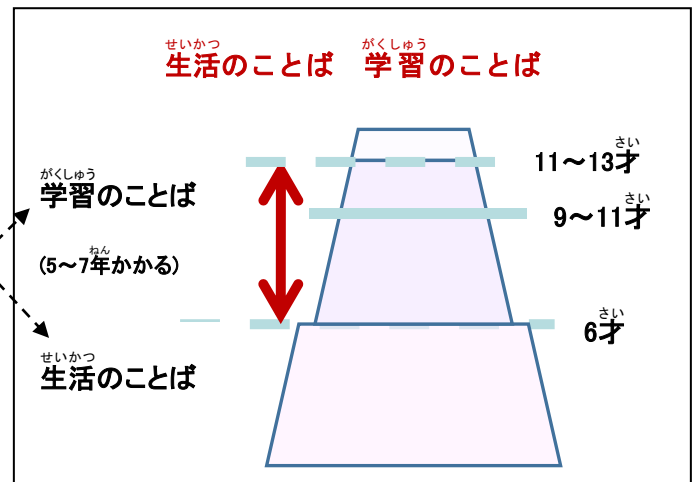 せいかつ がくしゅう
生活のことば 学習のことば
さい
11～13才
がくしゅう
学習のことば
さい
9～11才
ねん
(5～7年かかる)
さい
6才
せいかつ
生活のことば